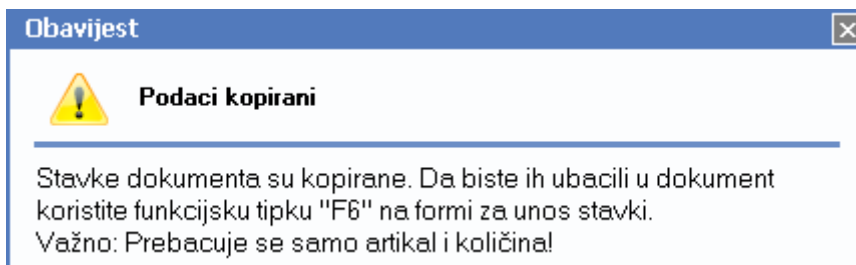 Obavijest
Podaci kopirani
Stavke dokumenta su kopirane. Da biste ih ubacili u dokument
koristite funkcijsku tipku "F6" na formi za unos stavki.
Važno: Prebacuje se samo artikal i količina!